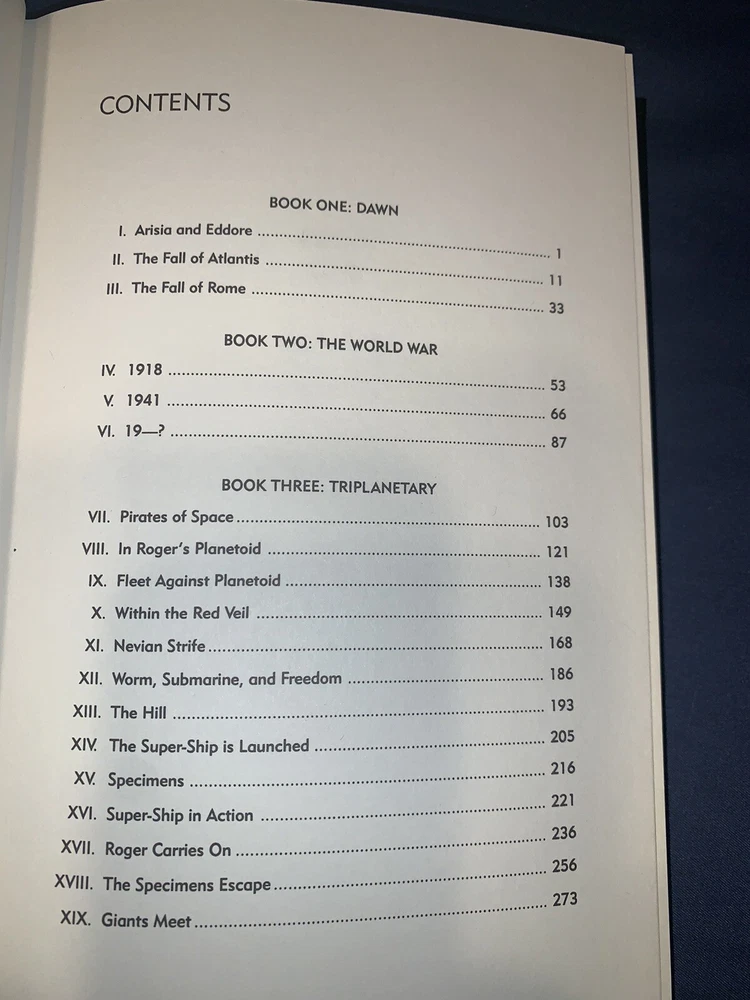 CONTENTS
BOOK ONE: DAWN
I. Arisia and Eddore ........ 1
II. The Fall of Atlantis ........ 11
III. The Fall of Rome ........ 33
BOOK TWO: THE WORLD WAR
IV. 1918 ........ 53
V. 1941 ........ 66
VI. 19—? ........ 87
BOOK THREE: TRIPLANETARY
VII. Pirates of Space ........ 103
VIII. In Roger's Planetoid ........ 121
IX. Fleet Against Planetoid ........ 138
X. Within the Red Veil ........ 149
XI. Nevian Strife ........ 168
XII. Worm, Submarine, and Freedom ........ 186
XIII. The Hill ........ 193
XIV. The Super-Ship is Launched ........ 205
XV. Specimens ........ 216
XVI. Super-Ship in Action ........ 221
XVII. Roger Carries On ........ 236
XVIII. The Specimens Escape ........ 256
XIX. Giants Meet ........ 273